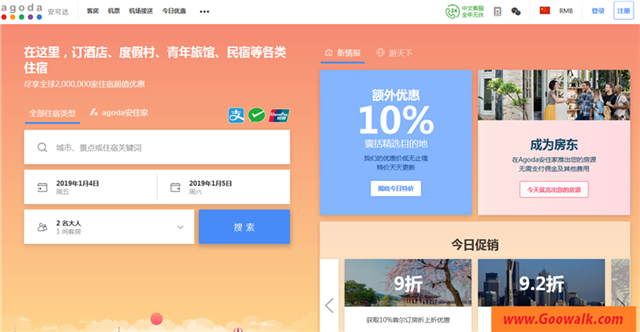 agoda
安可达
客房 机票 机场接送 今日优惠 •••
24 中文客服
全年无休
RMB
登录
注册
在这里，订酒店、度假村、青年旅馆、民宿等各类
住宿
尽享全球2,000,000家住宿超值优惠
全部住宿类型
agoda安住家
城市、景点或住宿关键词
2019年1月4日
周五
2019年1月5日
周六
2 名大人
1 间客房
搜 索
新情报
游天下
额外优惠
10%
囊括精选目的地
我们的优惠价低无止境
特价天天更新
揭晓今日特价
成为房东
在Agoda安住家推出您的房源
无需支付佣金及其他费用
今天就亮出您的房源
今日促销
9折
获取10%首尔订房折上折优惠
9.2折
www.Goowalk.com